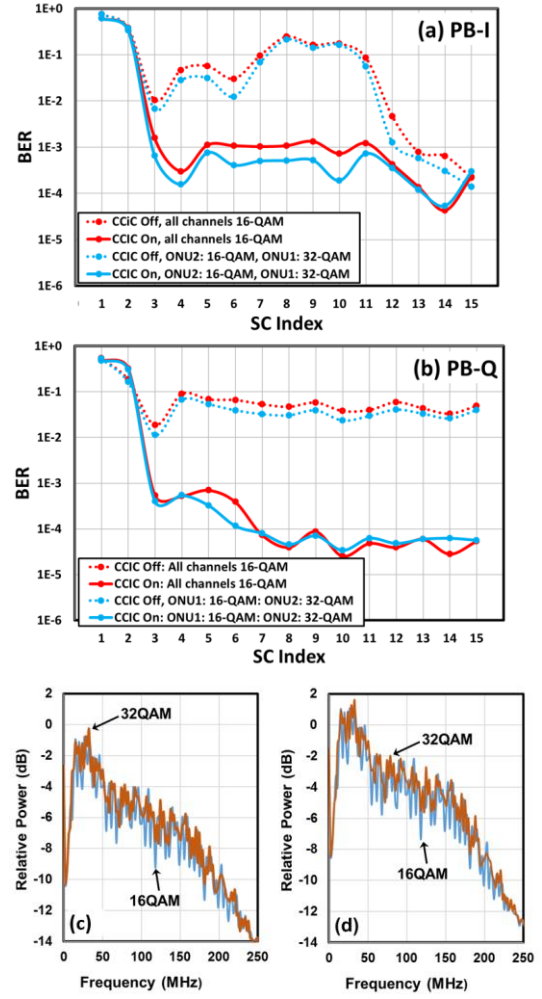 (a) PB-I
1E+0
1E-1
1E-2
1E-3
1E-4
1E-5
1E-6
BER
CCiC Off, all channels 16-QAM
CCIC On, all channels 16-QAM
CCIC Off, ONU2: 16-QAM, ONU1: 32-QAM
CCIC On, ONU2: 16-QAM, ONU1: 32-QAM
1 2 3 4 5 6 7 8 9 10 11 12 13 14 15
SC Index
(b) PB-Q
1E+0
1E-1
1E-2
1E-3
1E-4
1E-5
1E-6
BER
CCIC Off: All channels 16-QAM
CCIC On: All channels 16-QAM
CCIC Off, ONU1: 16-QAM: ONU2: 32-QAM
CCIC On: ONU1: 16-QAM: ONU2: 32-QAM
1 2 3 4 5 6 7 8 9 10 11 12 13 14 15
SC Index
2
0
-2
-4
-6
-8
-10
-12
-14
Relative Power (dB)
32QAM
16QAM
(c)
0 50 100 150 200 250
Frequency (MHz)
2
0
-2
-4
-6
-8
-10
-12
-14
Relative Power (dB)
32QAM
16QAM
(d)
0 50 100 150 200 250
Frequency (MHz)